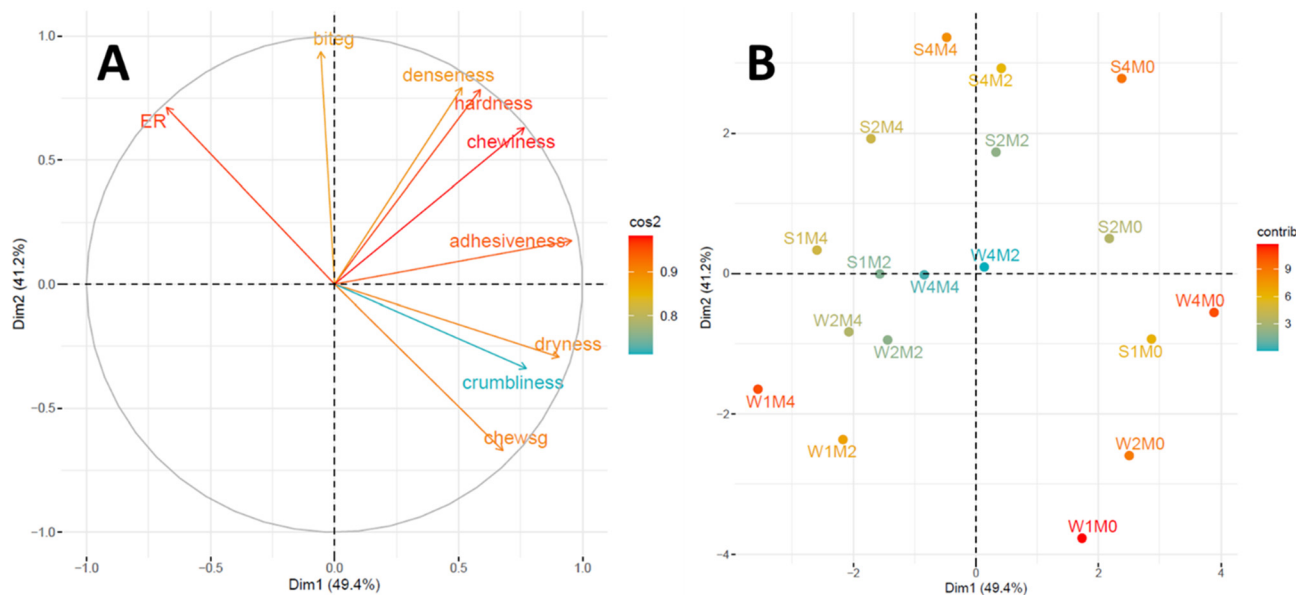 A
biteg
denseness
hardness
chewiness
ER
adhesiveness
dryness
crumbliness
chewsg
1.0
0.5
0.0
−0.5
−1.0
−1.0
−0.5
0.0
0.5
1.0
Dim2 (41.2%)
Dim1 (49.4%)
cos2
0.9
0.8
B
S4M4
S4M2
S4M0
S2M4
S2M2
S2M0
S1M4
S1M2
W4M2
W4M4
W4M0
W2M4
W2M2
S1M0
W1M4
W1M2
W2M0
W1M0
2
0
−2
−4
−2
0
2
4
Dim2 (41.2%)
Dim1 (49.4%)
contrib
9
6
3